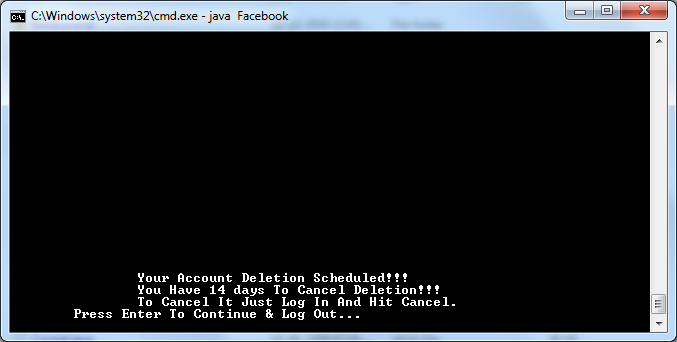 C:\Windows\system32\cmd.exe - java  Facebook
Your Account Deletion Scheduled!!!
You Have 14 days To Cancel Deletion!!!
To Cancel It Just Log In And Hit Cancel.
Press Enter To Continue & Log Out...